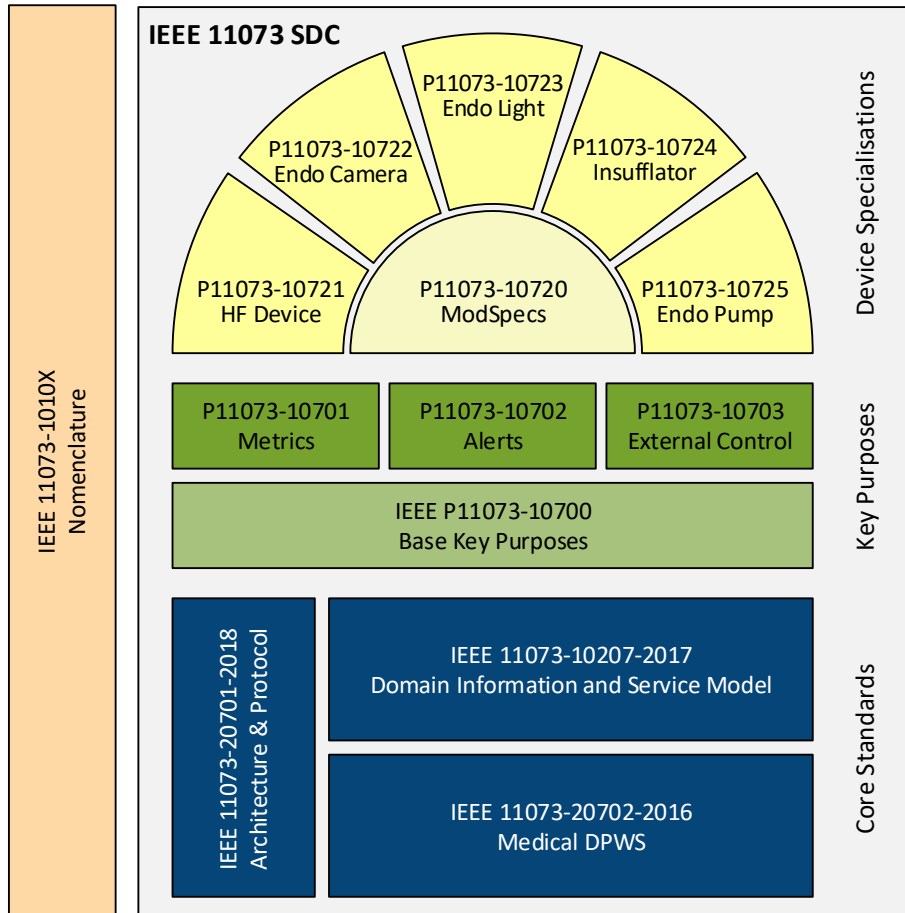 IEEE 11073-1010X
Nomenclature
IEEE 11073 SDC
P11073-10723
Endo Light
P11073-10722
Endo Camera
P11073-10724
Insufflator
P11073-10721
HF Device
P11073-10720
ModSpecs
P11073-10725
Endo Pump
Device Specialisations
P11073-10701
Metrics
P11073-10702
Alerts
P11073-10703
External Control
IEEE P11073-10700
Base Key Purposes
Key Purposes
IEEE 11073-20701-2018
Architecture & Protocol
IEEE 11073-10207-2017
Domain Information and Service Model
IEEE 11073-20702-2016
Medical DPWS
Core Standards